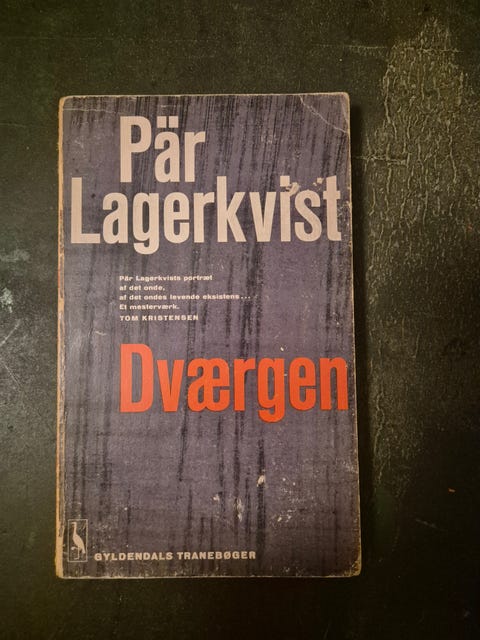 Pär
Lagerkvist
Pär Lagerkvists portræt
af det onde,
af det ondes levende eksistens...
Et mesterværk.
TOM KRISTENSEN
Dværgen
GYLDENDALS TRANEBØGER